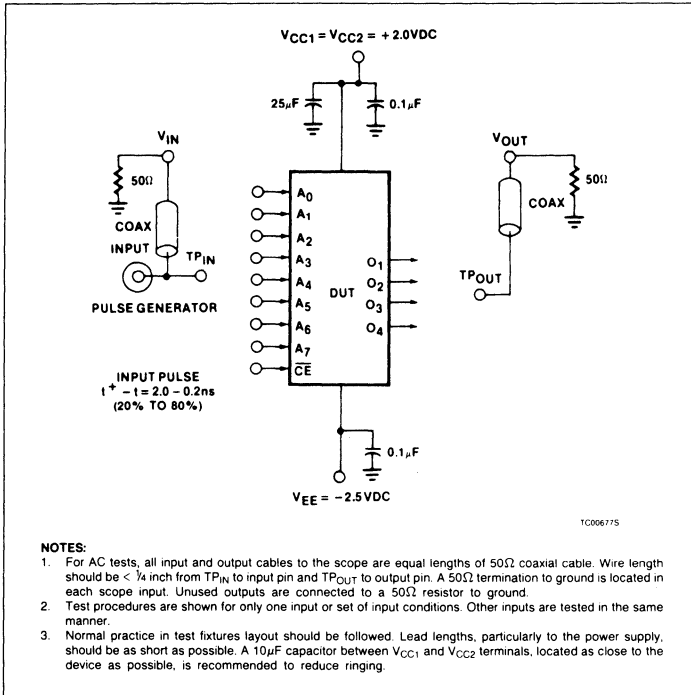 VCC1 = VCC2 = +2.0VDC
25µF
0.1µF
VIN
50Ω
COAX
INPUT
TPIN
PULSE GENERATOR
INPUT PULSE
t+ – t = 2.0 – 0.2ns
(20% TO 80%)
A0
A1
A2
A3
A4
A5
A6
A7
CE
DUT
O1
O2
O3
O4
VOUT
50Ω
COAX
TPOUT
0.1µF
VEE = –2.5VDC
TC00677S
NOTES:
1. For AC tests, all input and output cables to the scope are equal lengths of 50Ω coaxial cable. Wire length
should be < ¼ inch from TPIN to input pin and TPOUT to output pin. A 50Ω termination to ground is located in
each scope input. Unused outputs are connected to a 50Ω resistor to ground.
2. Test procedures are shown for only one input or set of input conditions. Other inputs are tested in the same
manner.
3. Normal practice in test fixtures layout should be followed. Lead lengths, particularly to the power supply,
should be as short as possible. A 10µF capacitor between VCC1 and VCC2 terminals, located as close to the
device as possible, is recommended to reduce ringing.